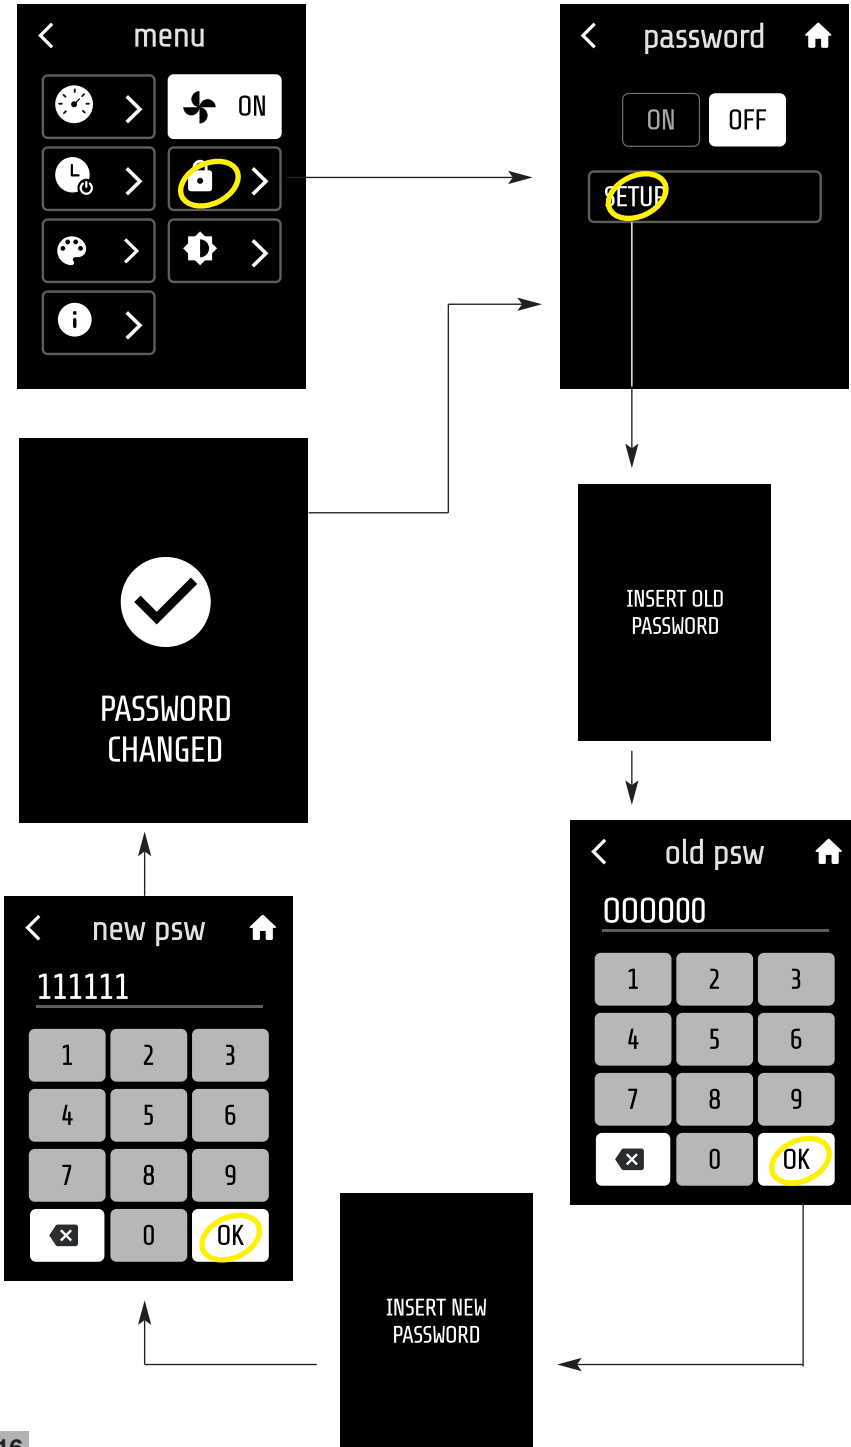 menu
ON
password
ON
OFF
SETUP
INSERT OLD
PASSWORD
old psw
000000
1
2
3
4
5
6
7
8
9
0
OK
INSERT NEW
PASSWORD
new psw
111111
1
2
3
4
5
6
7
8
9
0
OK
PASSWORD
CHANGED
16